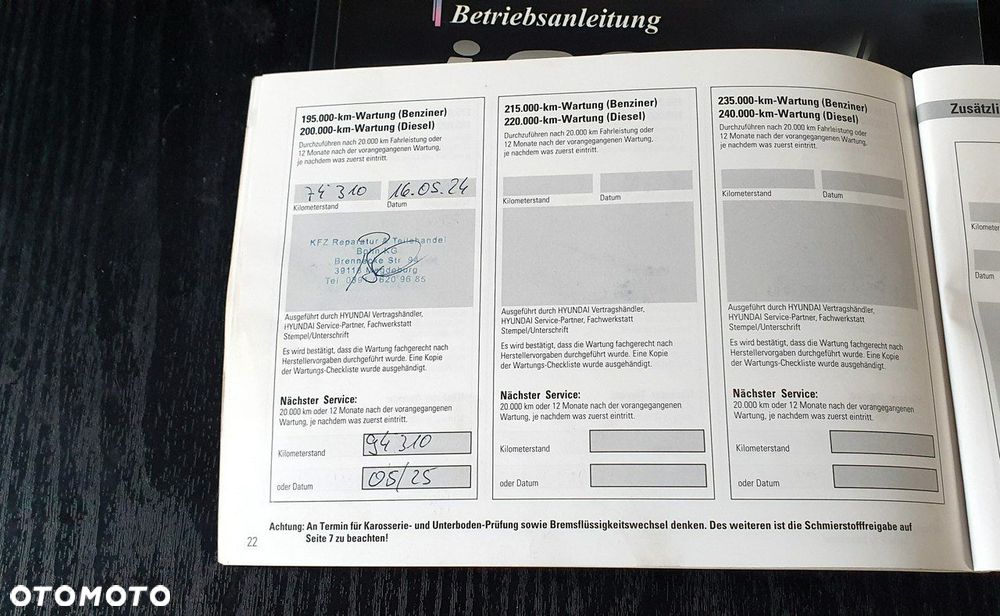 Betriebsanleitung
195.000-km-Wartung (Benziner)
200.000-km-Wartung (Diesel)
Durchzuführen nach 20.000 km Fahrleistung oder
12 Monate nach der vorangegangenen Wartung,
je nachdem was zuerst eintritt.
74 310 16.05.24
Kilometerstand Datum
KFZ Reparatur & Teilehandel
Bohn KG
Brennecke Str. 94
39118 Magdeburg
Tel 620 96 85
Ausgeführt durch HYUNDAI Vertragshändler,
HYUNDAI Service-Partner, Fachwerkstatt
Stempel/Unterschrift
Es wird bestätigt, dass die Wartung fachgerecht nach
Herstellervorgaben durchgeführt wurde. Eine Kopie
der Wartungs-Checkliste wurde ausgehändigt.
Nächster Service:
20.000 km oder 12 Monate nach der vorangegangenen
Wartung, je nachdem was zuerst eintritt.
Kilometerstand 94 310
oder Datum 05/25
215.000-km-Wartung (Benziner)
220.000-km-Wartung (Diesel)
Durchzuführen nach 20.000 km Fahrleistung oder
12 Monate nach der vorangegangenen Wartung,
je nachdem was zuerst eintritt.
Kilometerstand Datum
Ausgeführt durch HYUNDAI Vertragshändler,
HYUNDAI Service-Partner, Fachwerkstatt
Stempel/Unterschrift
Es wird bestätigt, dass die Wartung fachgerecht nach
Herstellervorgaben durchgeführt wurde. Eine Kopie
der Wartungs-Checkliste wurde ausgehändigt.
Nächster Service:
20.000 km oder 12 Monate nach der vorangegangenen
Wartung, je nachdem was zuerst eintritt.
Kilometerstand
oder Datum
235.000-km-Wartung (Benziner)
240.000-km-Wartung (Diesel)
Durchzuführen nach 20.000 km Fahrleistung oder
12 Monate nach der vorangegangenen Wartung,
je nachdem was zuerst eintritt.
Kilometerstand Datum
Ausgeführt durch HYUNDAI Vertragshändler,
HYUNDAI Service-Partner, Fachwerkstatt
Stempel/Unterschrift
Es wird bestätigt, dass die Wartung fachgerecht nach
Herstellervorgaben durchgeführt wurde. Eine Kopie
der Wartungs-Checkliste wurde ausgehändigt.
Nächster Service:
20.000 km oder 12 Monate nach der vorangegangenen
Wartung, je nachdem was zuerst eintritt.
Kilometerstand
oder Datum
Achtung: An Termin für Karosserie- und Unterboden-Prüfung sowie Bremsflüssigkeitswechsel denken. Des weiteren ist die Schmierstofffreigabe auf
Seite 7 zu beachten!
22
Zusätzli
Kilometer
Datum
OTOMOTO